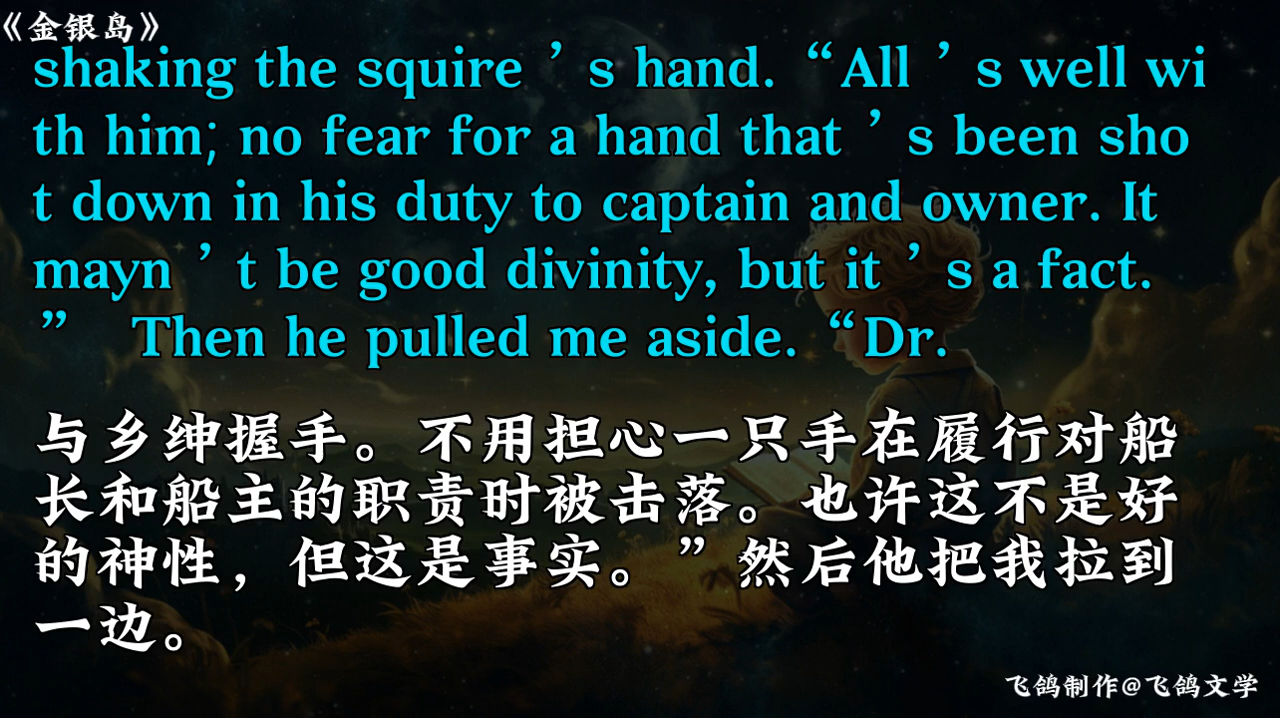 《金银岛》
shaking the squire ’ s hand. “All ’ s well wi
th him; no fear for a hand that ’ s been sho
t down in his duty to captain and owner. It
mayn ’ t be good divinity, but it ’ s a fact.
” Then he pulled me aside. “Dr.
与乡绅握手。不用担心一只手在履行对船
长和船主的职责时被击落。也许这不是好
的神性，但这是事实。”然后他把我拉到
一边。
飞鸽制作@飞鸽文学